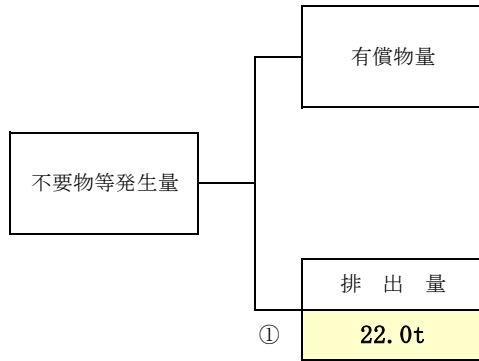 有償物量
不要物等発生量
排 出 量
① 22.0t